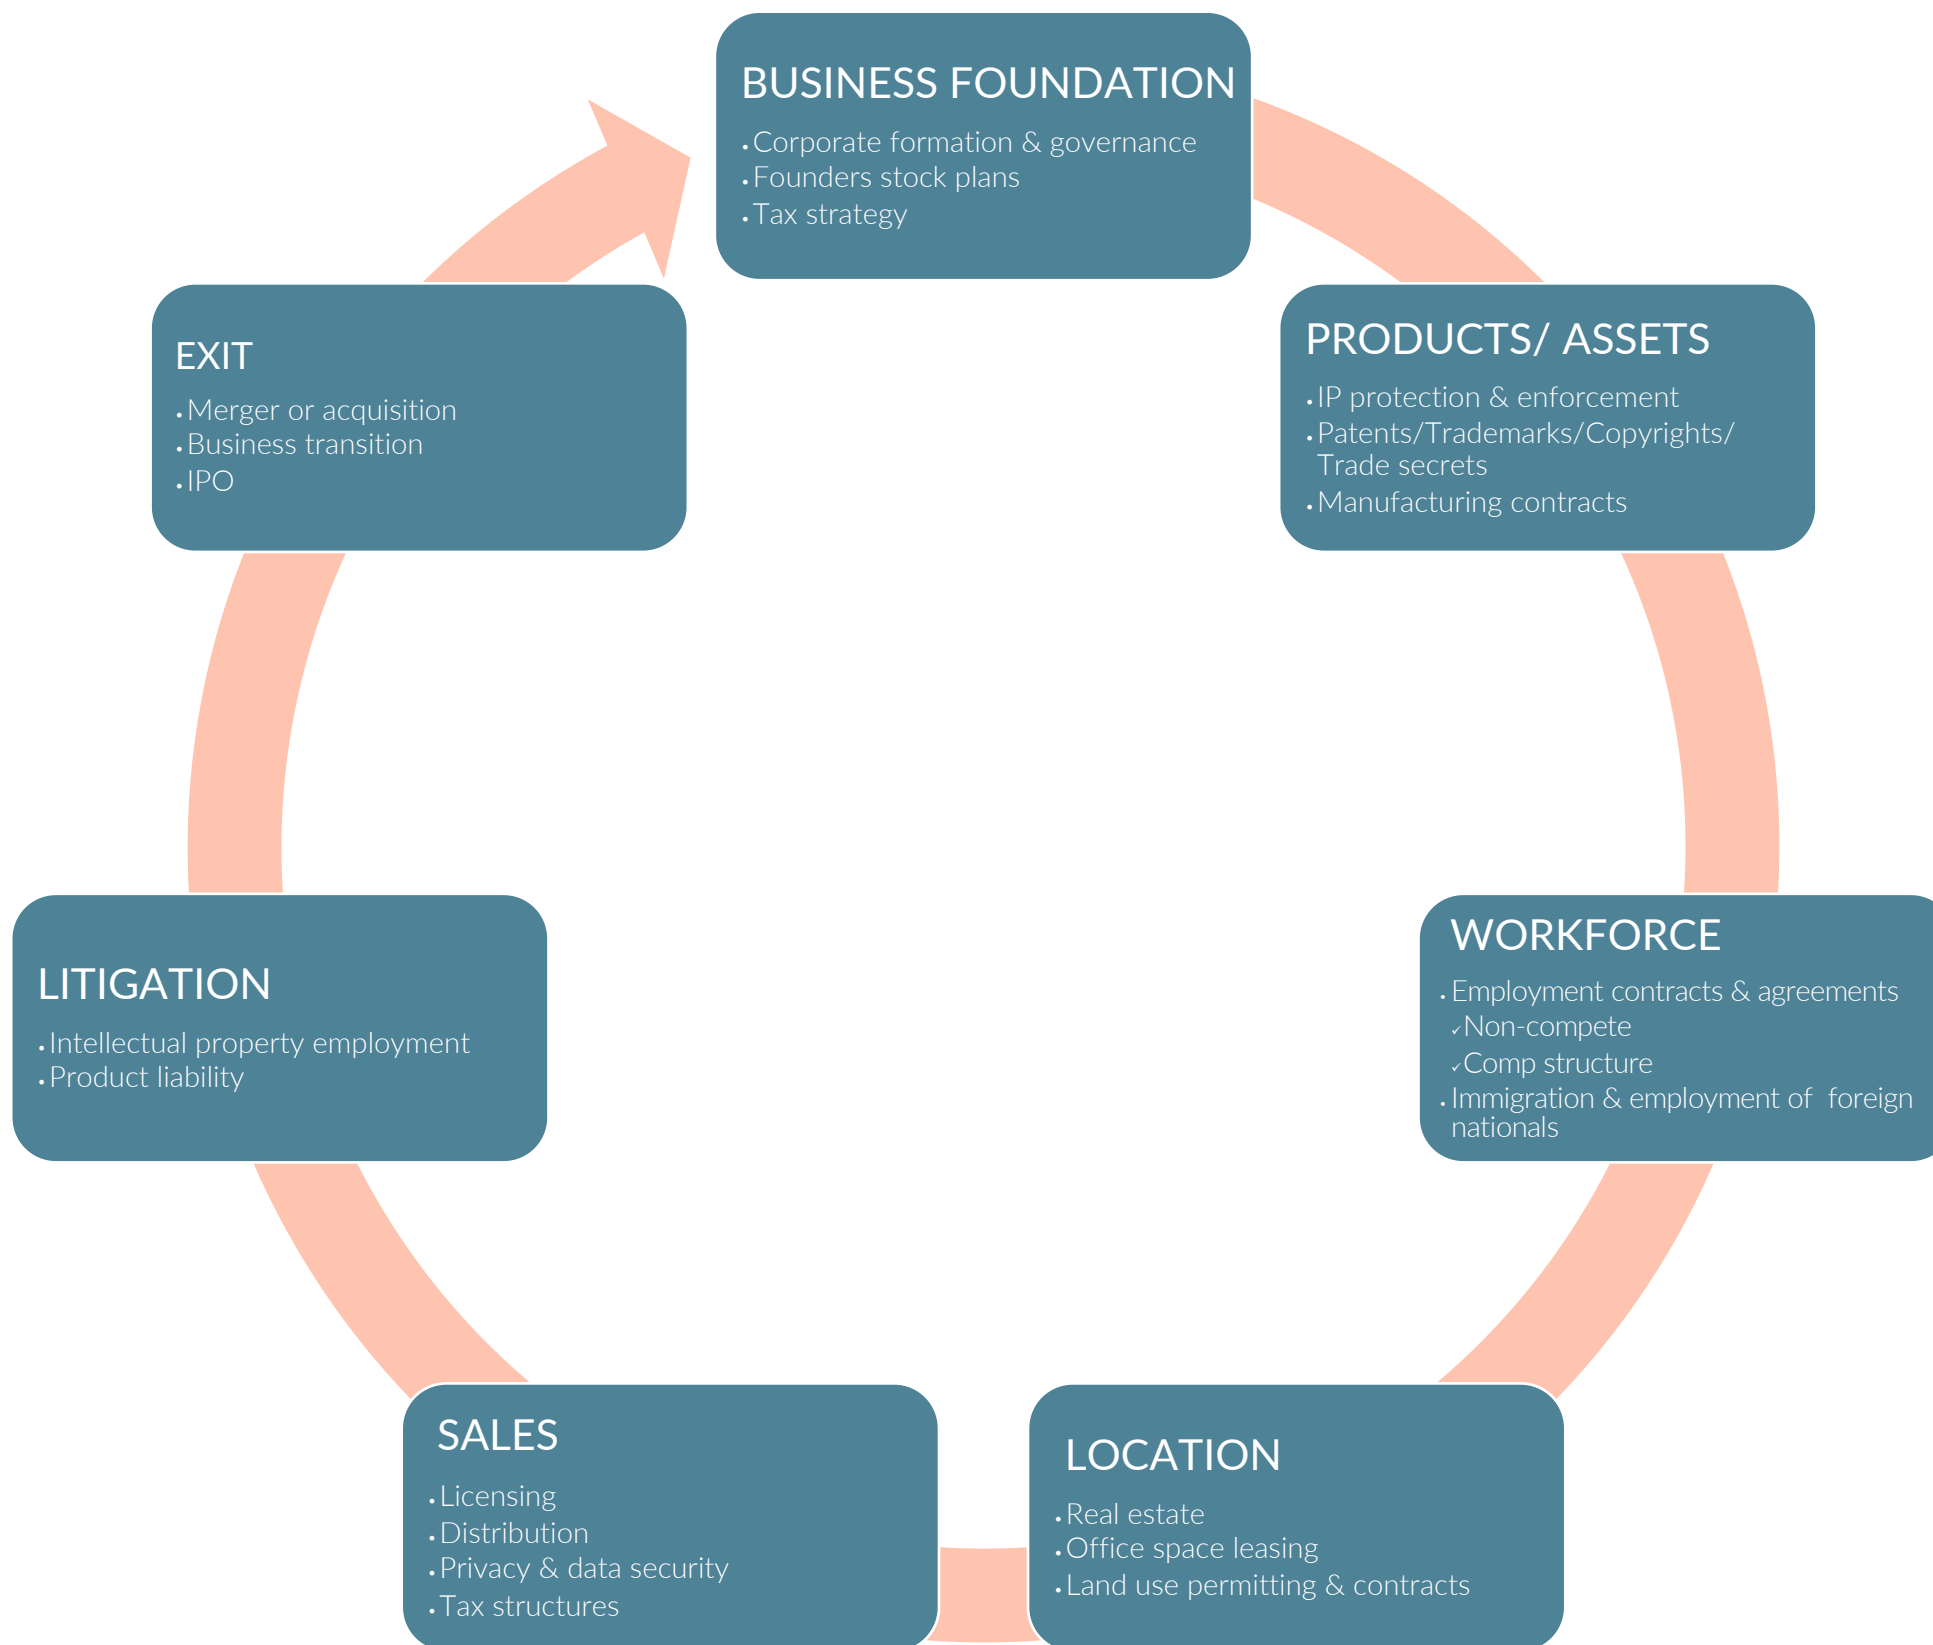 BUSINESS FOUNDATION
.Corporate formation & governance
.Founders stock plans
.Tax strategy
PRODUCTS/ ASSETS
.IP protection & enforcement
.Patents/Trademarks/Copyrights/
Trade secrets
.Manufacturing contracts
WORKFORCE
.Employment contracts & agreements
✓Non-compete
✓Comp structure
.Immigration & employment of  foreign
nationals
LOCATION
.Real estate
.Office space leasing
.Land use permitting & contracts
SALES
.Licensing
.Distribution
.Privacy & data security
.Tax structures
LITIGATION
.Intellectual property employment
.Product liability
EXIT
.Merger or acquisition
.Business transition
.IPO